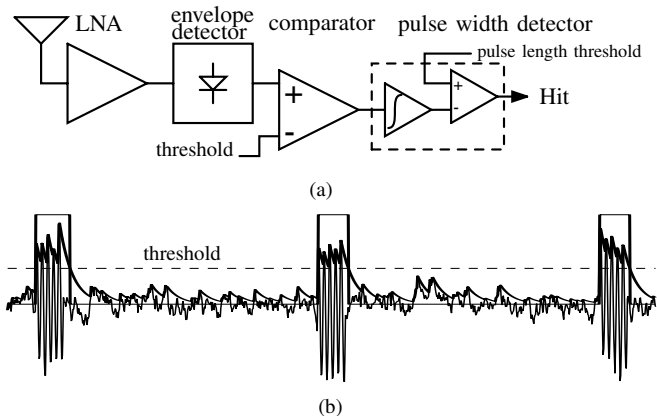 LNA
envelope
detector
comparator
pulse width detector
pulse length threshold
+
-
+
-
Hit
threshold
(a)
threshold
(b)